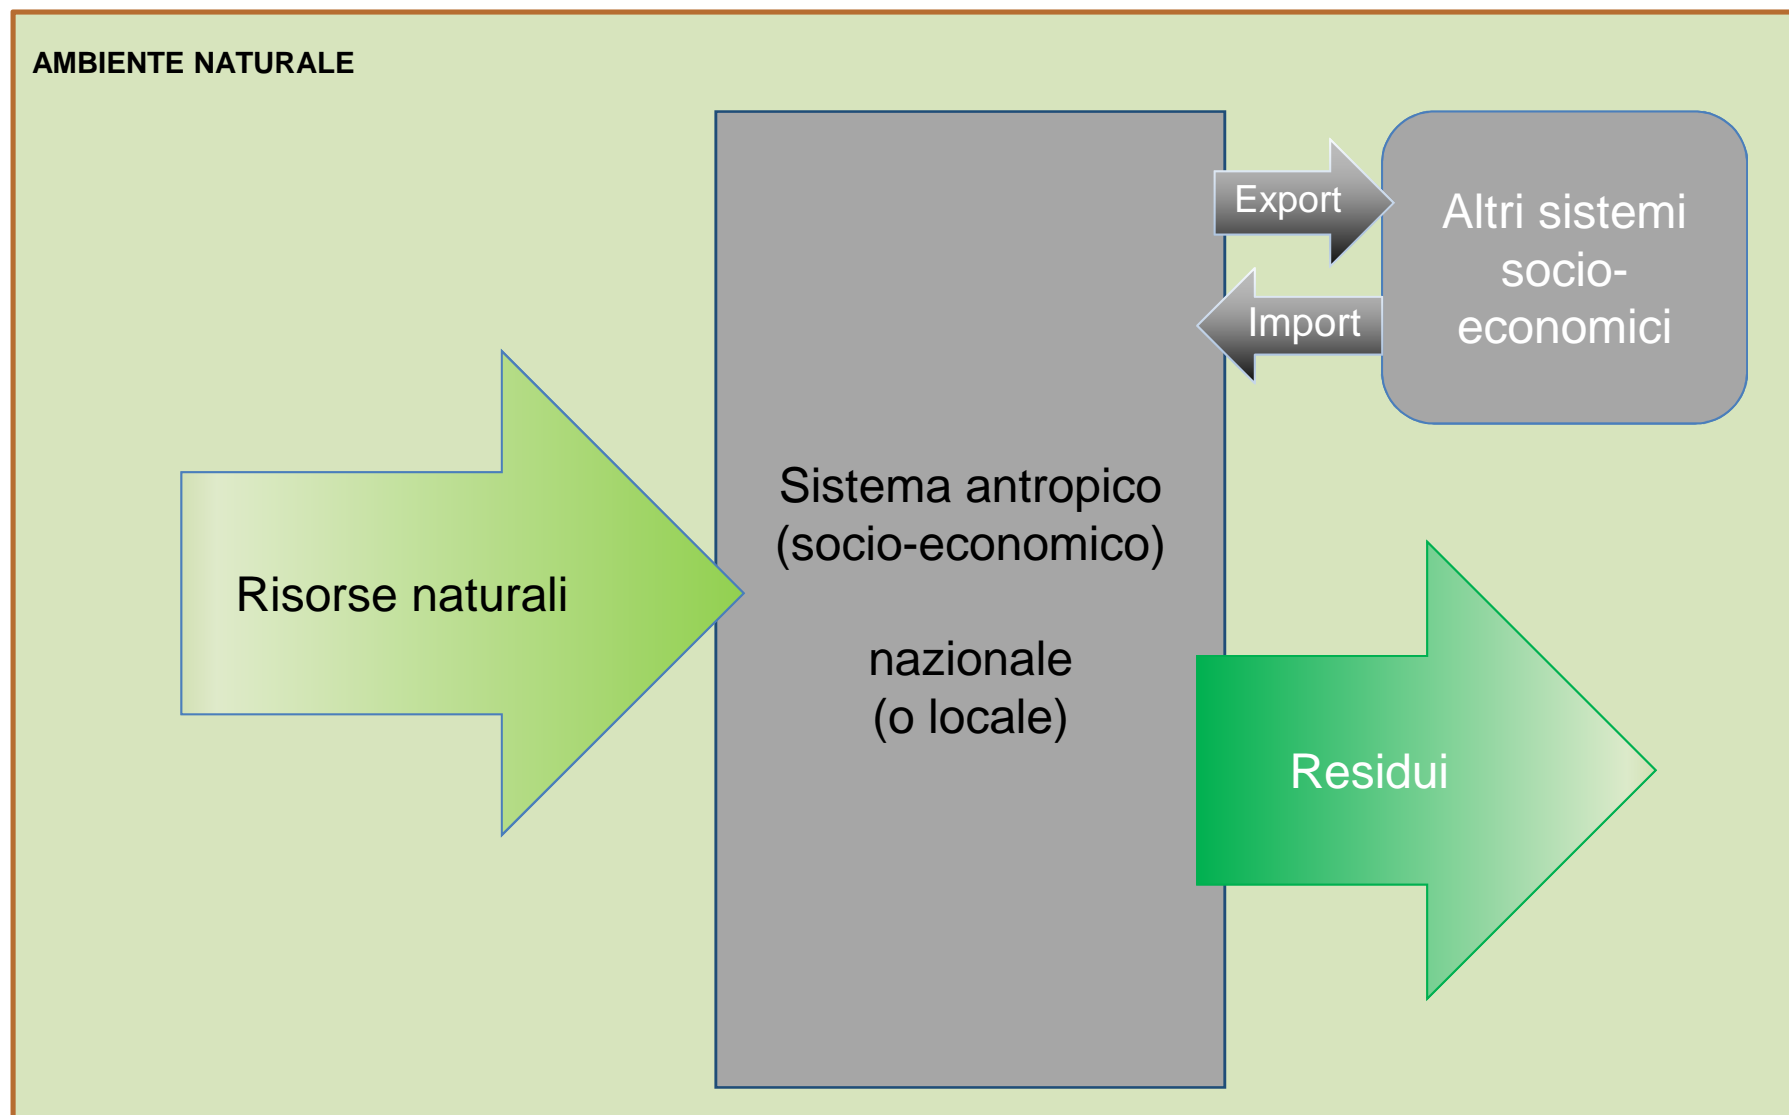 AMBIENTE NATURALE
Export
Altri sistemi
socio-
economici
Import
Sistema antropico
(socio-economico)
Risorse naturali
nazionale
(o locale)
Residui